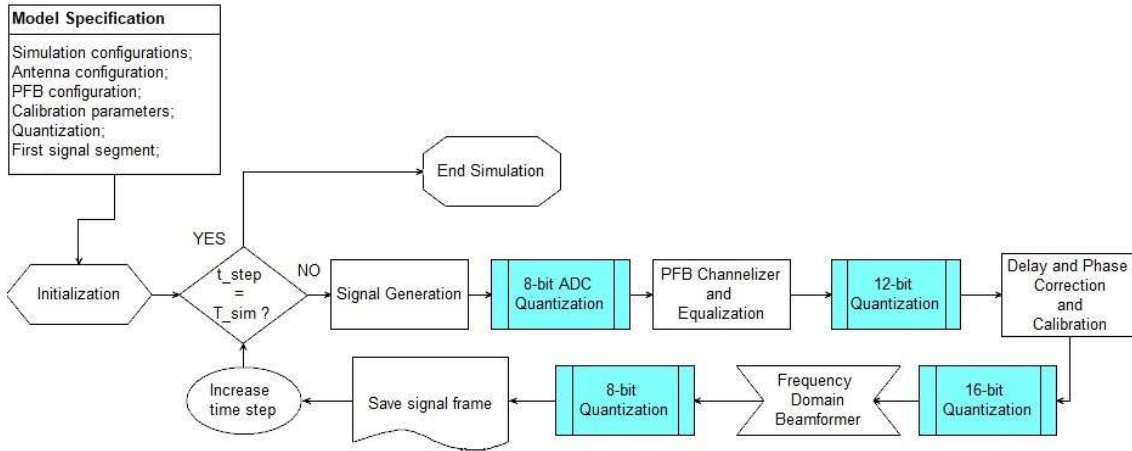 Model Specification
Simulation configurations;
Antenna configuration;
PFB configuration;
Calibration parameters;
Quantization;
First signal segment;
End Simulation
YES
NO
Initialization
t_step
=
T_sim ?
Signal Generation
8-bit ADC
Quantization
PFB Channelizer
and
Equalization
12-bit
Quantization
Delay and Phase
Correction
and
Calibration
16-bit
Quantization
Frequency
Domain
Beamformer
8-bit
Quantization
Save signal frame
Increase
time step